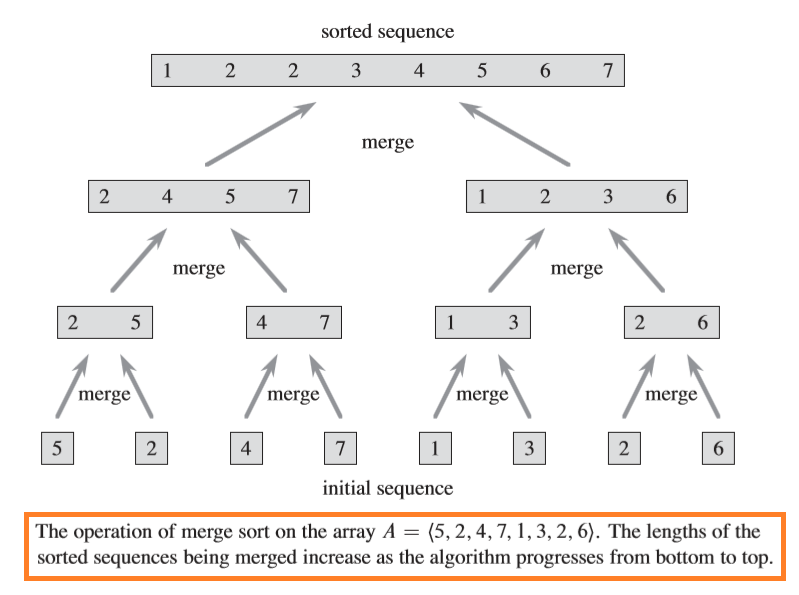 sorted sequence
1 2 2 3 4 5 6 7
merge
2 4 5 7
1 2 3 6
merge
merge
2 5
4 7
1 3
2 6
merge
merge
merge
merge
5
2
4
7
1
3
2
6
initial sequence
The operation of merge sort on the array A = ⟨5, 2, 4, 7, 1, 3, 2, 6⟩. The lengths of the
sorted sequences being merged increase as the algorithm progresses from bottom to top.